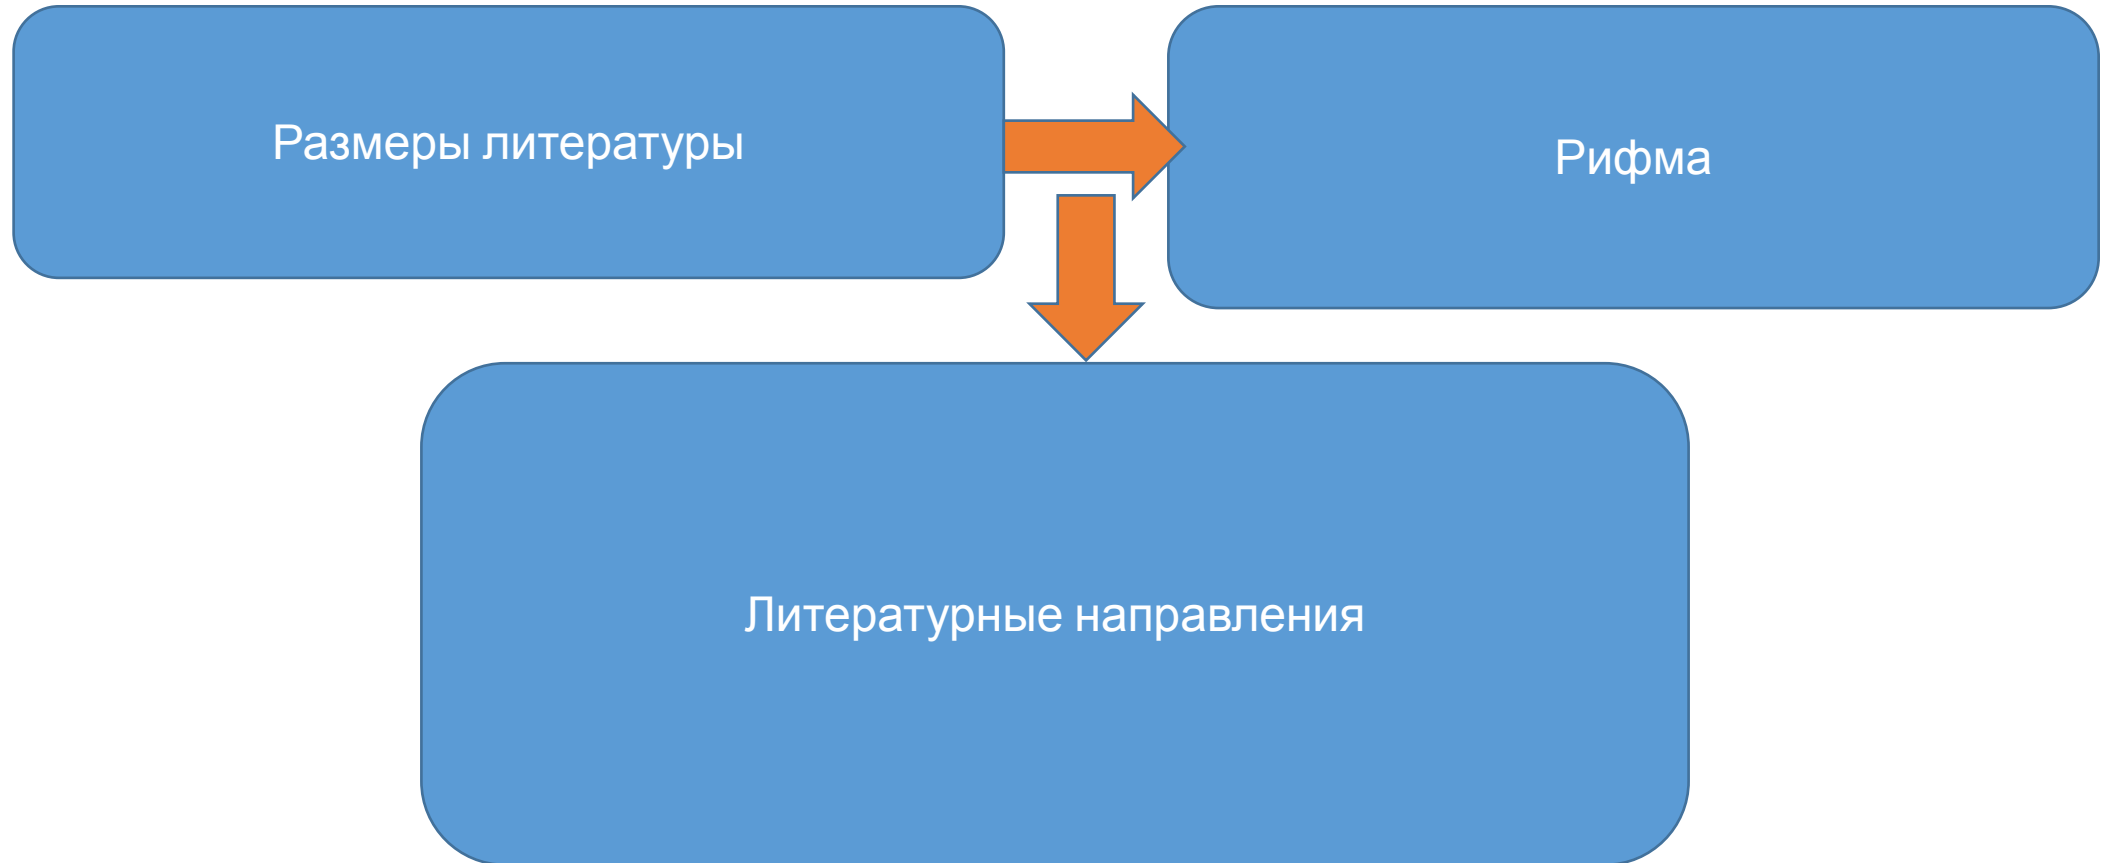 Размеры литературы
Рифма
Литературные направления